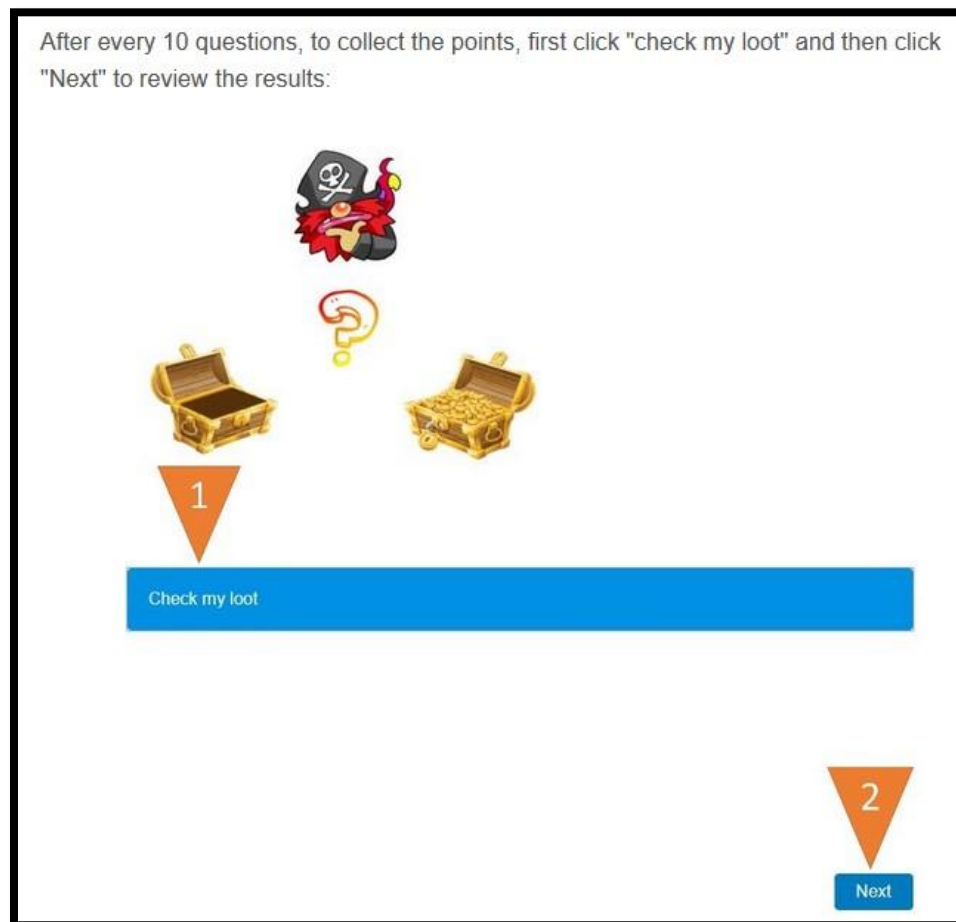 After every 10 questions, to collect the points, first click "check my loot" and then click
"Next" to review the results:
1
Check my loot
2
Next